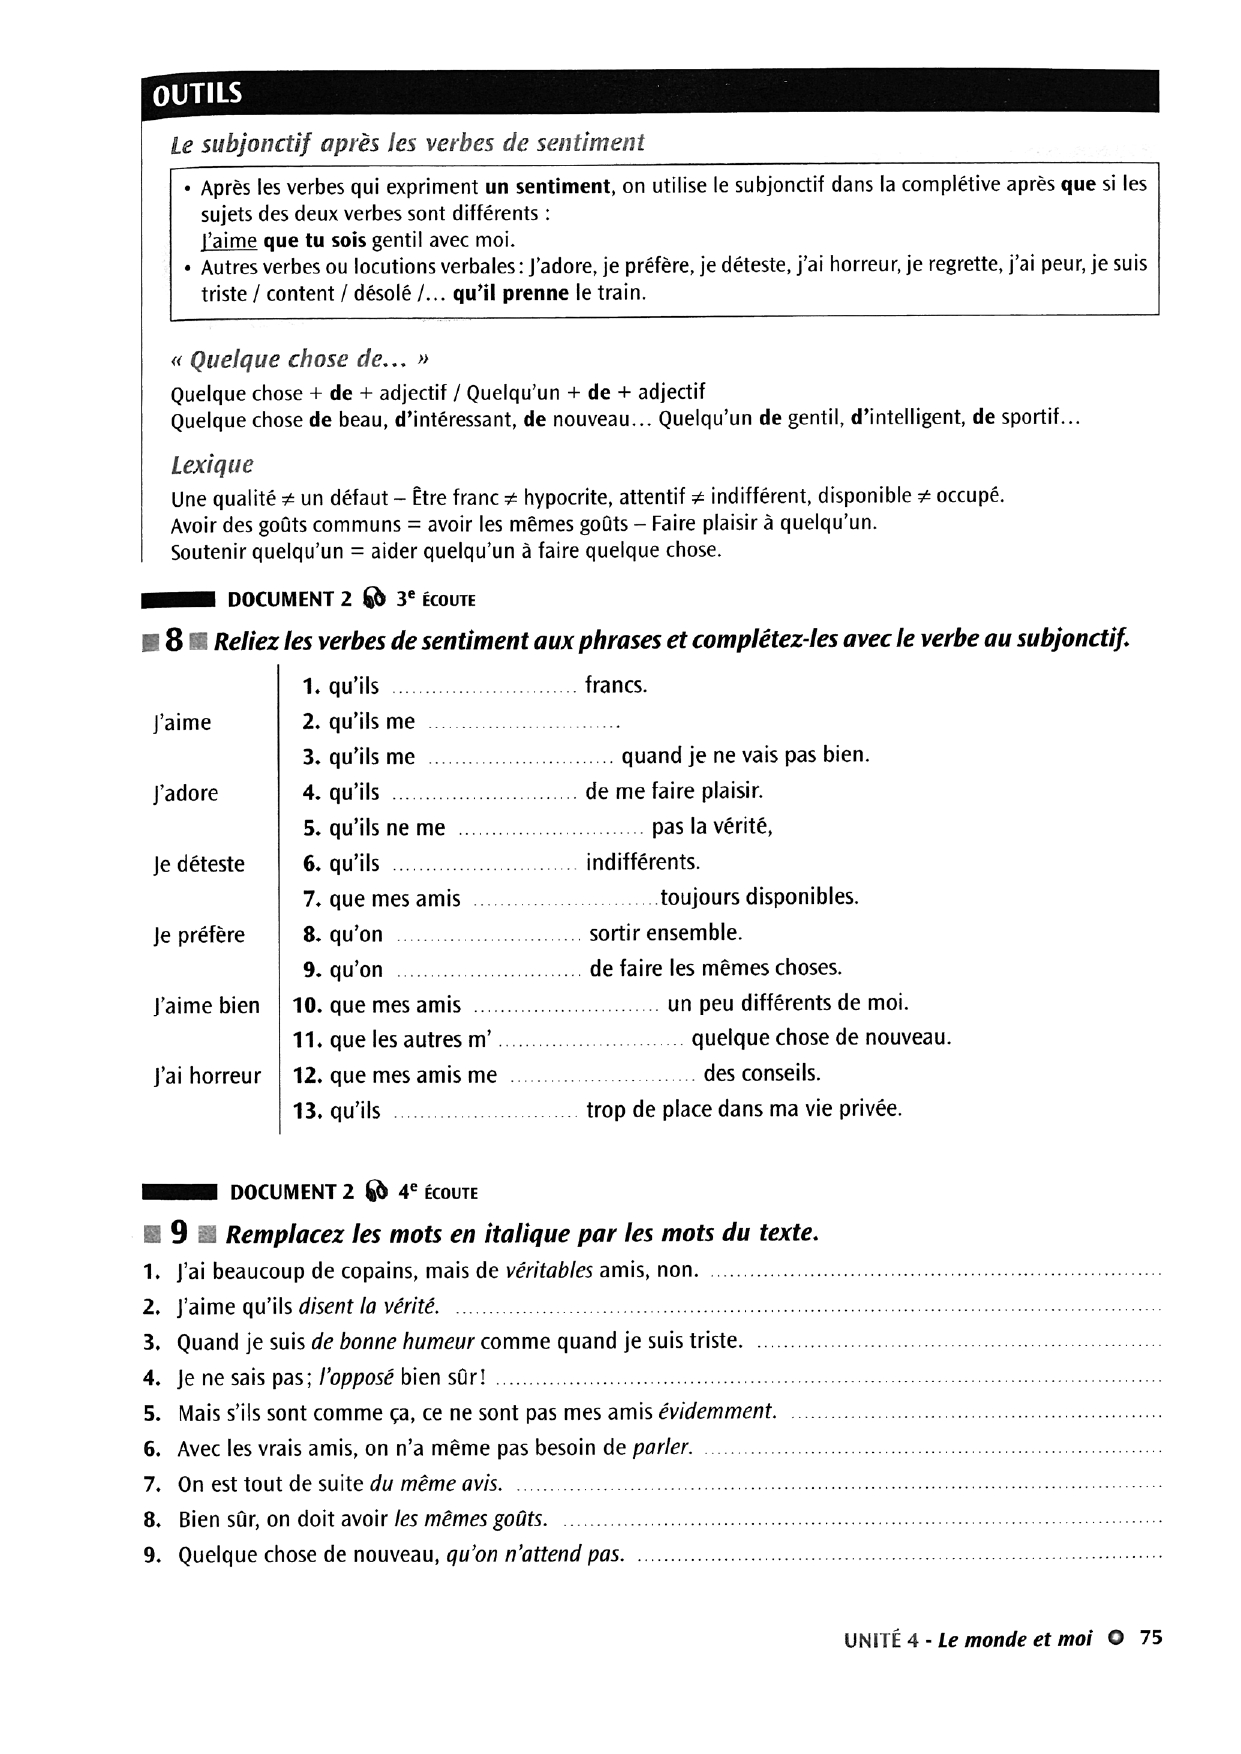 OUTILS
Le subjonctif après les verbes de sentiment
• Après les verbes qui expriment un sentiment, on utilise le subjonctif dans la complétive après que si les
sujets des deux verbes sont différents :
J'aime que tu sois gentil avec moi.
• Autres verbes ou locutions verbales : J'adore, je préfère, je déteste, j'ai horreur, je regrette, j'ai peur, je suis
triste / content / désolé /... qu'il prenne le train.
« Quelque chose de... »
Quelque chose + de + adjectif / Quelqu'un + de + adjectif
Quelque chose de beau, d'intéressant, de nouveau... Quelqu'un de gentil, d'intelligent, de sportif...
Lexique
Une qualité ≠ un défaut – Être franc ≠ hypocrite, attentif ≠ indifférent, disponible ≠ occupé.
Avoir des goûts communs = avoir les mêmes goûts – Faire plaisir à quelqu'un.
Soutenir quelqu'un = aider quelqu'un à faire quelque chose.
DOCUMENT 2 3e ÉCOUTE
8 Reliez les verbes de sentiment aux phrases et complétez-les avec le verbe au subjonctif.
1. qu'ils ............................ francs.
J'aime 2. qu'ils me ............................
3. qu'ils me ............................ quand je ne vais pas bien.
J'adore 4. qu'ils ............................ de me faire plaisir.
5. qu'ils ne me ............................ pas la vérité,
Je déteste 6. qu'ils ............................ indifférents.
7. que mes amis ............................ toujours disponibles.
Je préfère 8. qu'on ............................ sortir ensemble.
9. qu'on ............................ de faire les mêmes choses.
J'aime bien 10. que mes amis ............................ un peu différents de moi.
11. que les autres m' ............................ quelque chose de nouveau.
J'ai horreur 12. que mes amis me ............................ des conseils.
13. qu'ils ............................ trop de place dans ma vie privée.
DOCUMENT 2 4e ÉCOUTE
9 Remplacez les mots en italique par les mots du texte.
1. J'ai beaucoup de copains, mais de véritables amis, non. ............................
2. J'aime qu'ils disent la vérité. ............................
3. Quand je suis de bonne humeur comme quand je suis triste. ............................
4. Je ne sais pas ; l'opposé bien sûr ! ............................
5. Mais s'ils sont comme ça, ce ne sont pas mes amis évidemment. ............................
6. Avec les vrais amis, on n'a même pas besoin de parler. ............................
7. On est tout de suite du même avis. ............................
8. Bien sûr, on doit avoir les mêmes goûts. ............................
9. Quelque chose de nouveau, qu'on n'attend pas. ............................
UNITÉ 4 - Le monde et moi 75